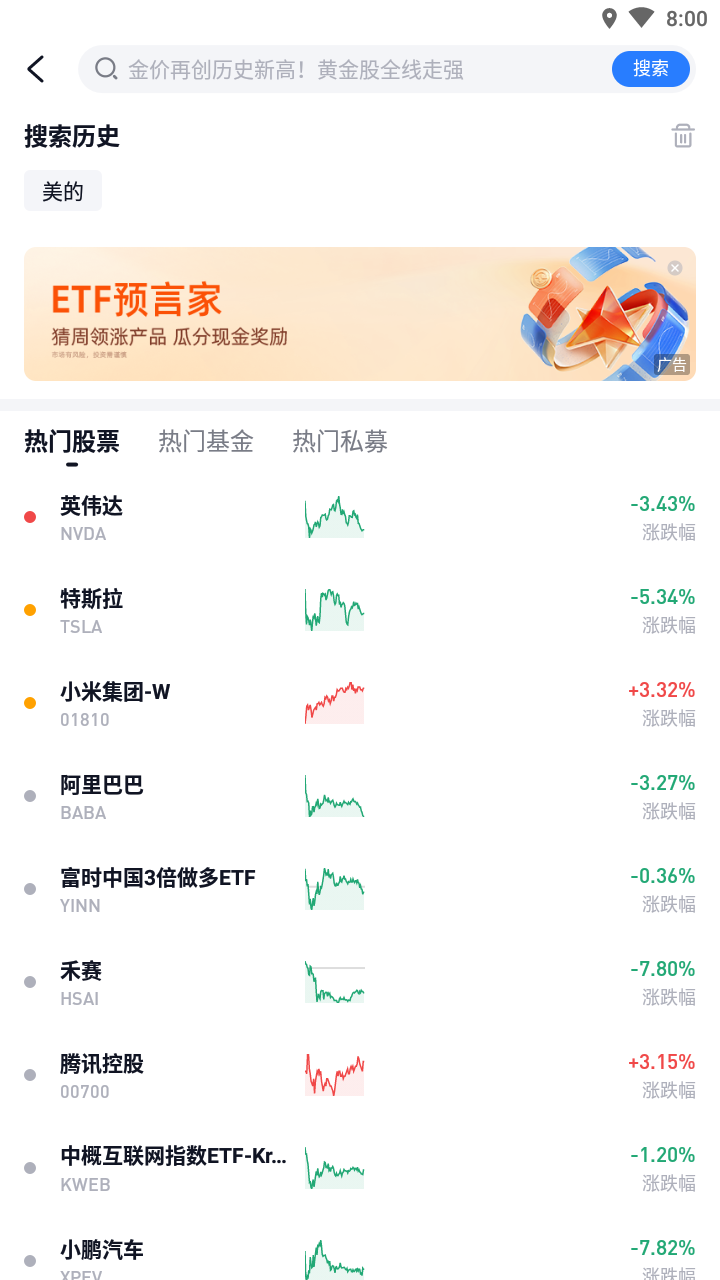 8:00
金价再创历史新高！黄金股全线走强
搜索
搜索历史
美的
ETF预言家
猜周领涨产品 瓜分现金奖励
市场有风险，投资需谨慎
广告
热门股票 热门基金 热门私募
英伟达
-3.43%
NVDA
涨跌幅
特斯拉
-5.34%
TSLA
涨跌幅
小米集团-W
+3.32%
01810
涨跌幅
阿里巴巴
-3.27%
BABA
涨跌幅
富时中国3倍做多ETF
-0.36%
YINN
涨跌幅
禾赛
-7.80%
HSAI
涨跌幅
腾讯控股
+3.15%
00700
涨跌幅
中概互联网指数ETF-Kr...
-1.20%
KWEB
涨跌幅
小鹏汽车
-7.82%
XPEV
涨跌幅